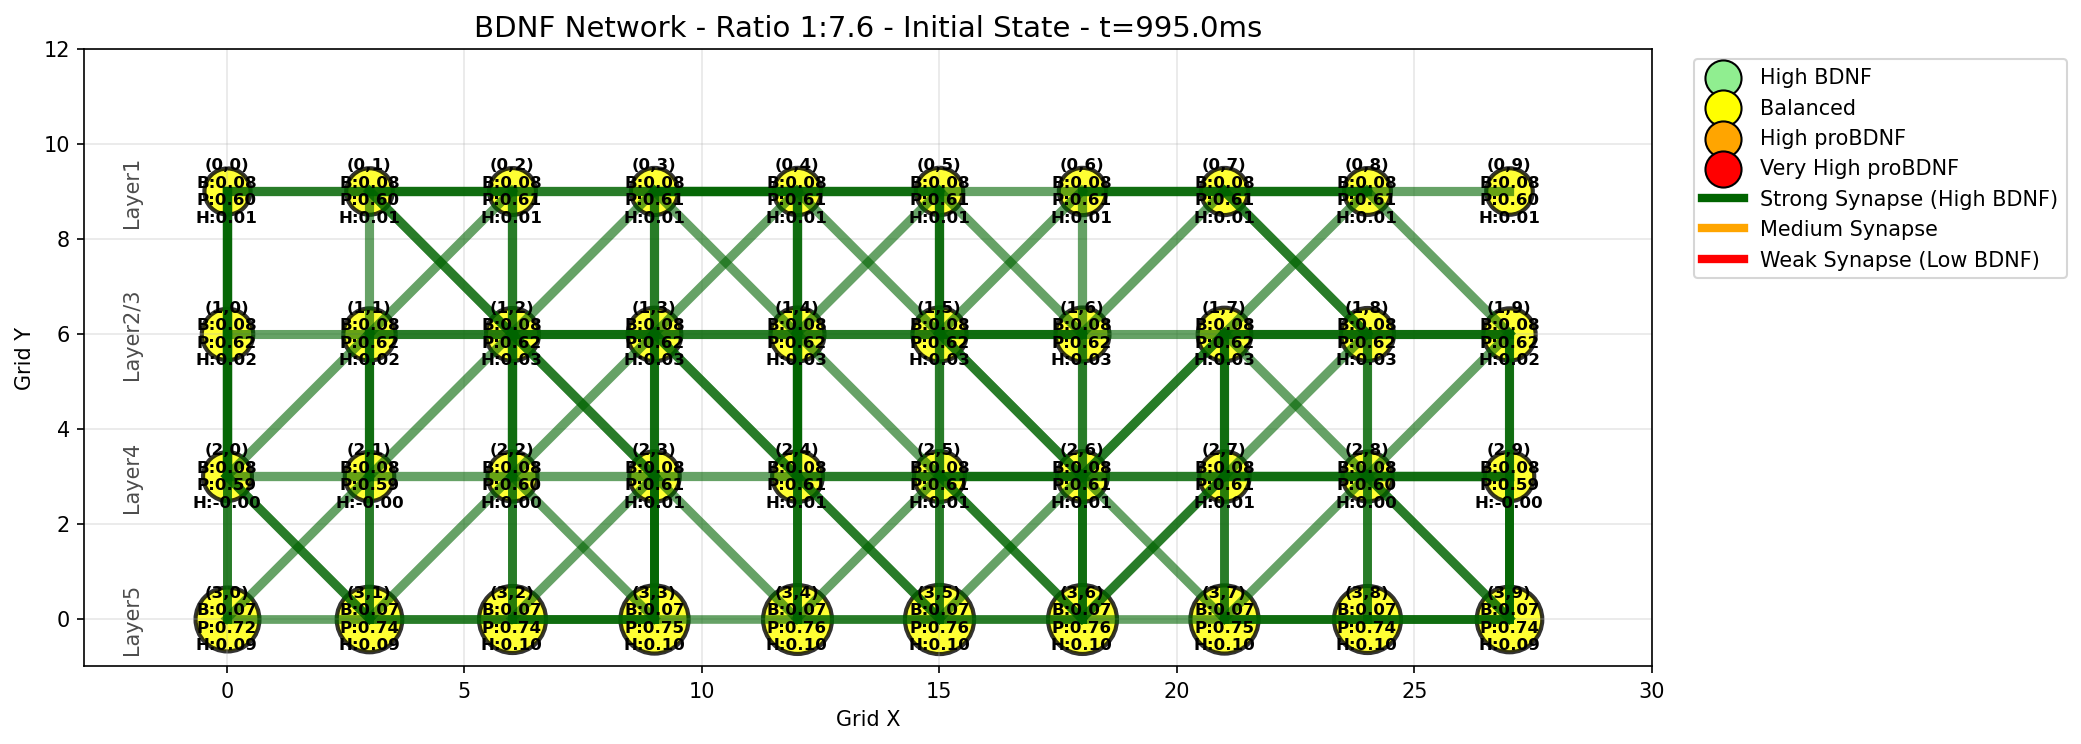 BDNF Network - Ratio 1:7.6 - Initial State - t=995.0ms
12
10
8
6
4
2
0
Grid Y
0
5
10
15
20
25
30
Grid X
Layer1
Layer2/3
Layer4
Layer5
(0,0) (0,1) (0,2) (0,3) (0,4) (0,5) (0,6) (0,7) (0,8) (0,9)
B:0.08 B:0.08 B:0.08 B:0.08 B:0.08 B:0.08 B:0.08 B:0.08 B:0.08 B:0.08
P:0.60 P:0.60 P:0.61 P:0.61 P:0.61 P:0.61 P:0.61 P:0.61 P:0.61 P:0.60
H:0.01 H:0.01 H:0.01 H:0.01 H:0.01 H:0.01 H:0.01 H:0.01 H:0.01 H:0.01
(1,0) (1,1) (1,2) (1,3) (1,4) (1,5) (1,6) (1,7) (1,8) (1,9)
B:0.08 B:0.08 B:0.08 B:0.08 B:0.08 B:0.08 B:0.08 B:0.08 B:0.08 B:0.08
P:0.62 P:0.62 P:0.62 P:0.62 P:0.62 P:0.62 P:0.62 P:0.62 P:0.62 P:0.62
H:0.02 H:0.02 H:0.03 H:0.03 H:0.03 H:0.03 H:0.03 H:0.03 H:0.03 H:0.02
(2,0) (2,1) (2,2) (2,3) (2,4) (2,5) (2,6) (2,7) (2,8) (2,9)
B:0.08 B:0.08 B:0.08 B:0.08 B:0.08 B:0.08 B:0.08 B:0.08 B:0.08 B:0.08
P:0.59 P:0.59 P:0.60 P:0.61 P:0.61 P:0.61 P:0.61 P:0.61 P:0.60 P:0.59
H:-0.00 H:-0.00 H:0.00 H:0.01 H:0.01 H:0.01 H:0.01 H:0.01 H:0.00 H:-0.00
(3,0) (3,1) (3,2) (3,3) (3,4) (3,5) (3,6) (3,7) (3,8) (3,9)
B:0.07 B:0.07 B:0.07 B:0.07 B:0.07 B:0.07 B:0.07 B:0.07 B:0.07 B:0.07
P:0.72 P:0.74 P:0.74 P:0.75 P:0.76 P:0.76 P:0.76 P:0.75 P:0.74 P:0.74
H:0.09 H:0.09 H:0.10 H:0.10 H:0.10 H:0.10 H:0.10 H:0.10 H:0.10 H:0.09
High BDNF
Balanced
High proBDNF
Very High proBDNF
Strong Synapse (High BDNF)
Medium Synapse
Weak Synapse (Low BDNF)